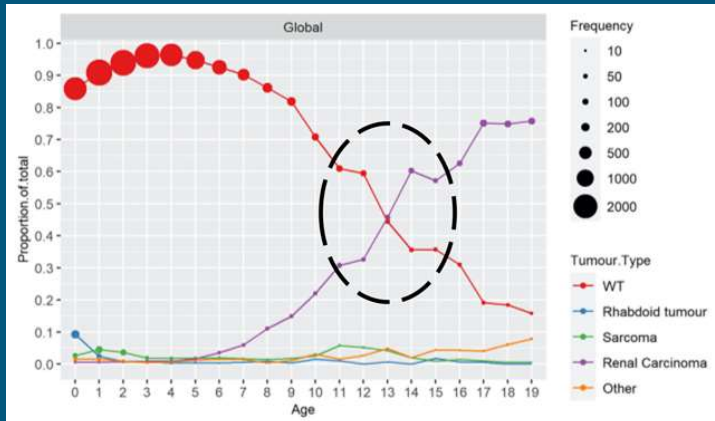 Global
Proportion.of.total
1.0
0.9
0.8
0.7
0.6
0.5
0.4
0.3
0.2
0.1
0.0
0 1 2 3 4 5 6 7 8 9 10 11 12 13 14 15 16 17 18 19
Age
Frequency
10
50
100
200
500
1000
2000
Tumour.Type
WT
Rhabdoid tumour
Sarcoma
Renal Carcinoma
Other